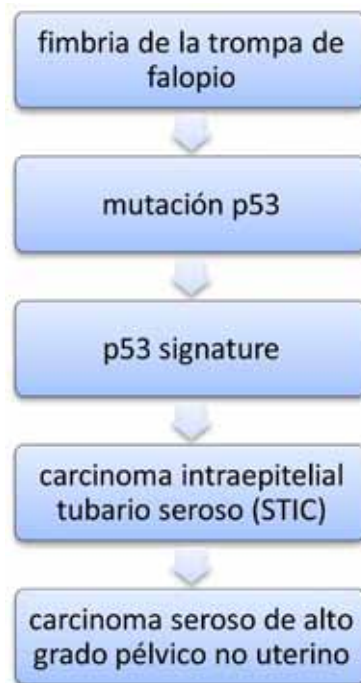 fimbria de la trompa de
falopio
mutación p53
p53 signature
carcinoma intraepitelial
tubario seroso (STIC)
carcinoma seroso de alto
grado pélvico no uterino